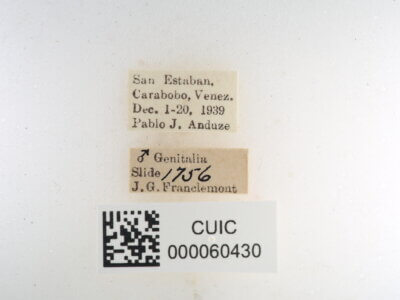 San Estaban,
Carabobo, Venez.
Dec. 1-20, 1939
Pablo J. Anduze
♂ Genitalia
Slide 1756
J. G. Franclemont
CUIC
000060430